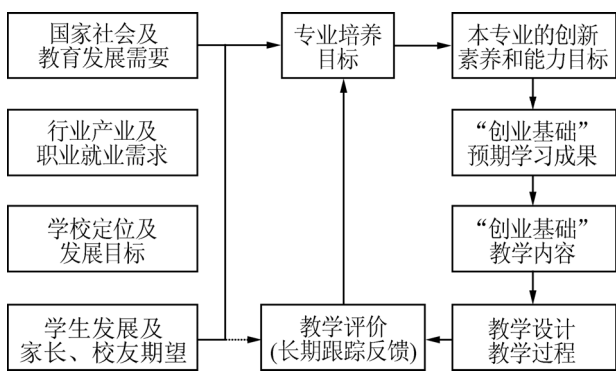 国家社会及
教育发展需要
专业培养
目标
本专业的创新
素养和能力目标
行业产业及
职业就业需求
“创业基础”
预期学习成果
学校定位及
发展目标
“创业基础”
教学内容
学生发展及
家长、校友期望
教学评价
(长期跟踪反馈)
教学设计
教学过程